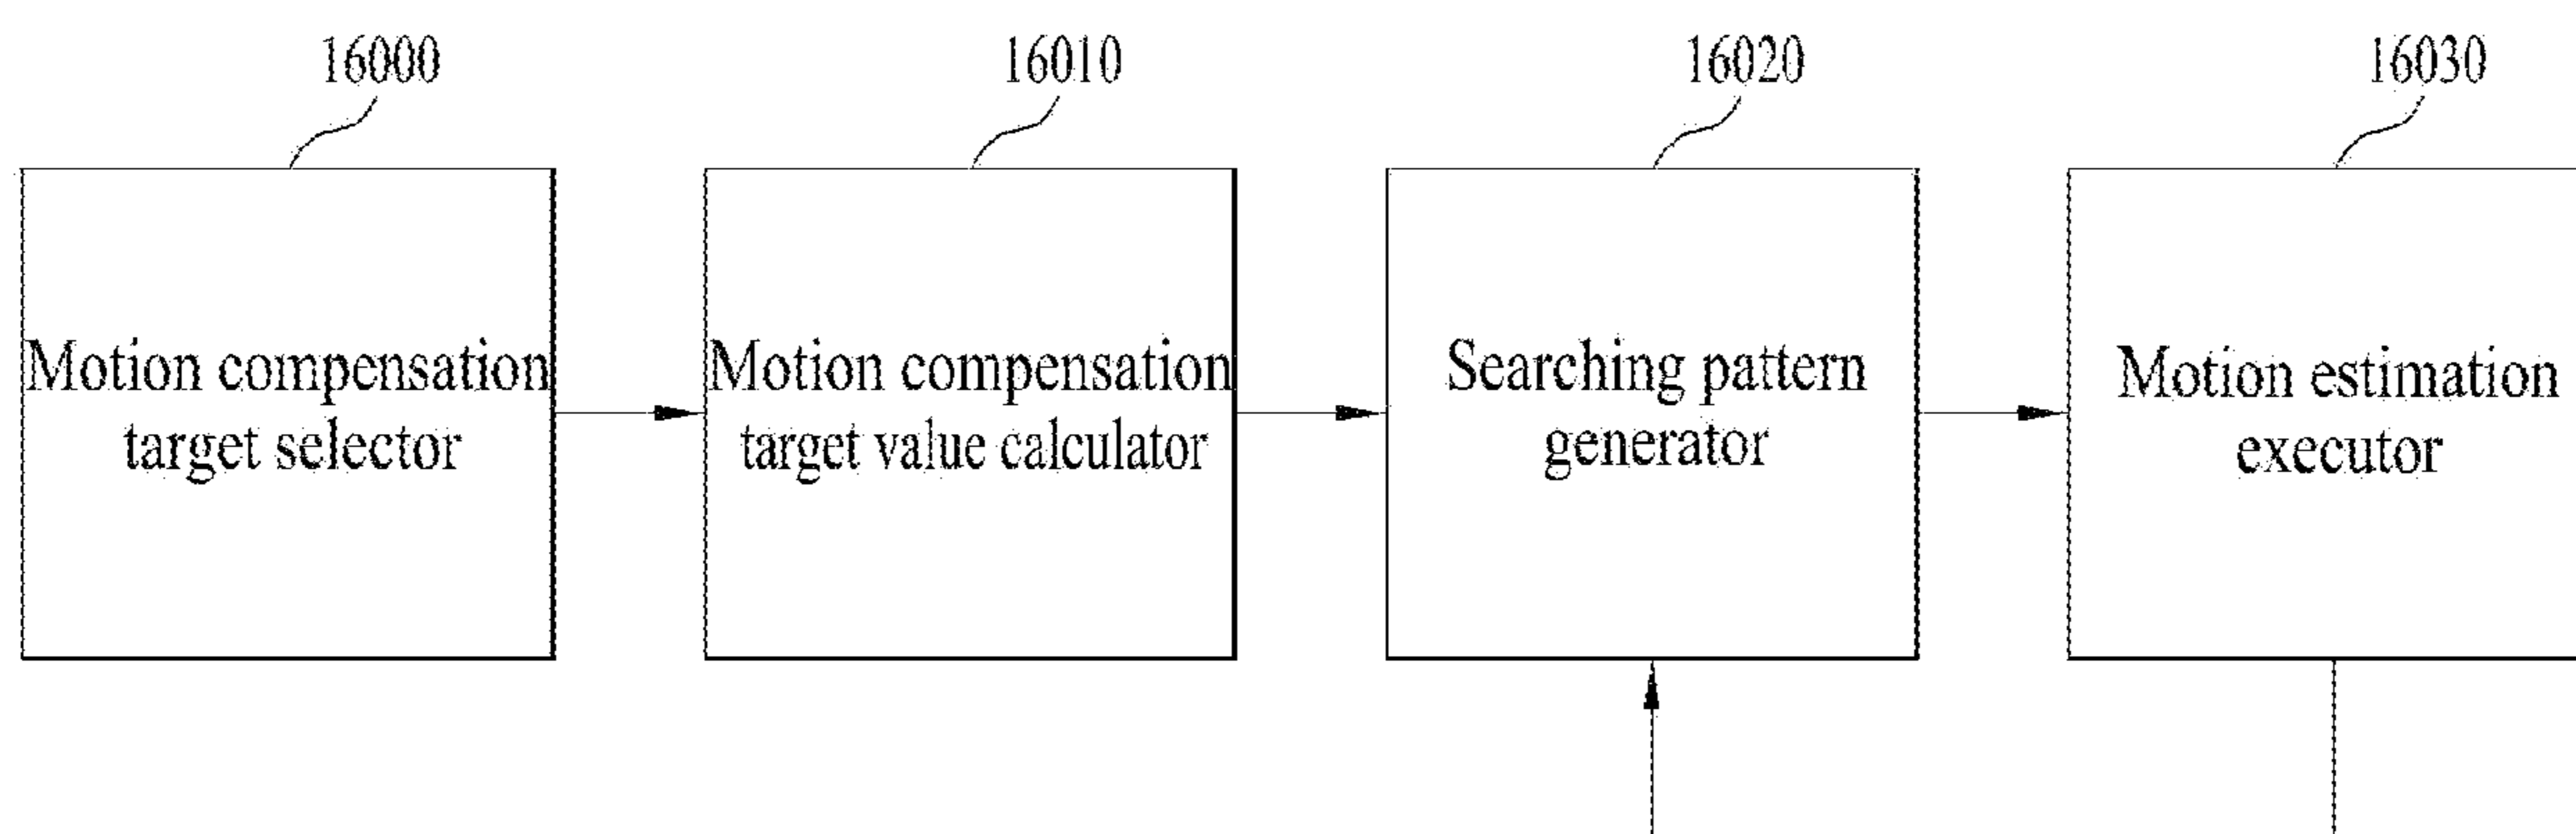 16000
16010
16020
16030
Motion compensation
target selector
Motion compensation
target value calculator
Searching pattern
generator
Motion estimation
executor